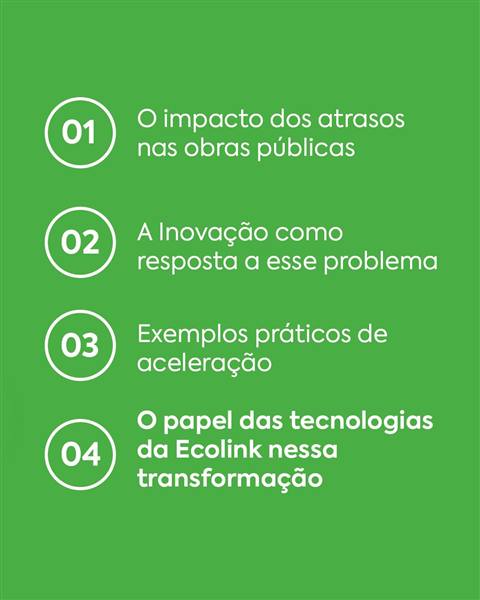 01
O impacto dos atrasos
nas obras públicas
02
A Inovação como
resposta a esse problema
03
Exemplos práticos de
aceleração
04
O papel das tecnologias
da Ecolink nessa
transformação